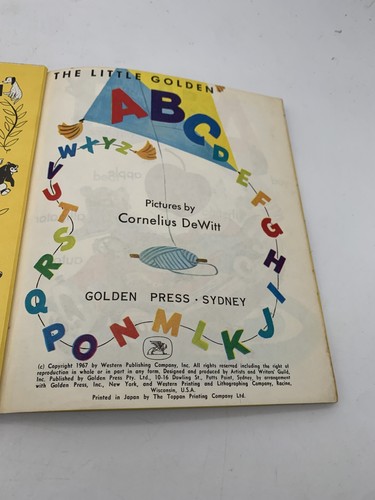 THE LITTLE GOLDEN
ABC
D
E
F
G
H
I
J
K
L
M
N
O
P
Q
R
S
T
U
V
W X Y Z
Pictures by
Cornelius DeWitt
GOLDEN PRESS · SYDNEY
(c) Copyright 1967 by Western Publishing Company, Inc. All rights reserved including the right of
reproduction in whole or in part in any form. Designed and produced by Artists and Writers' Guild,
Inc. Published by Golden Press Pty. Ltd., 10-16 Dowling St., Potts Point, Sydney, by arrangement
with Golden Press, Inc., New York, and Western Printing and Lithographing Company, Racine,
Wisconsin, U.S.A.
Printed in Japan by The Toppan Printing Company Ltd.